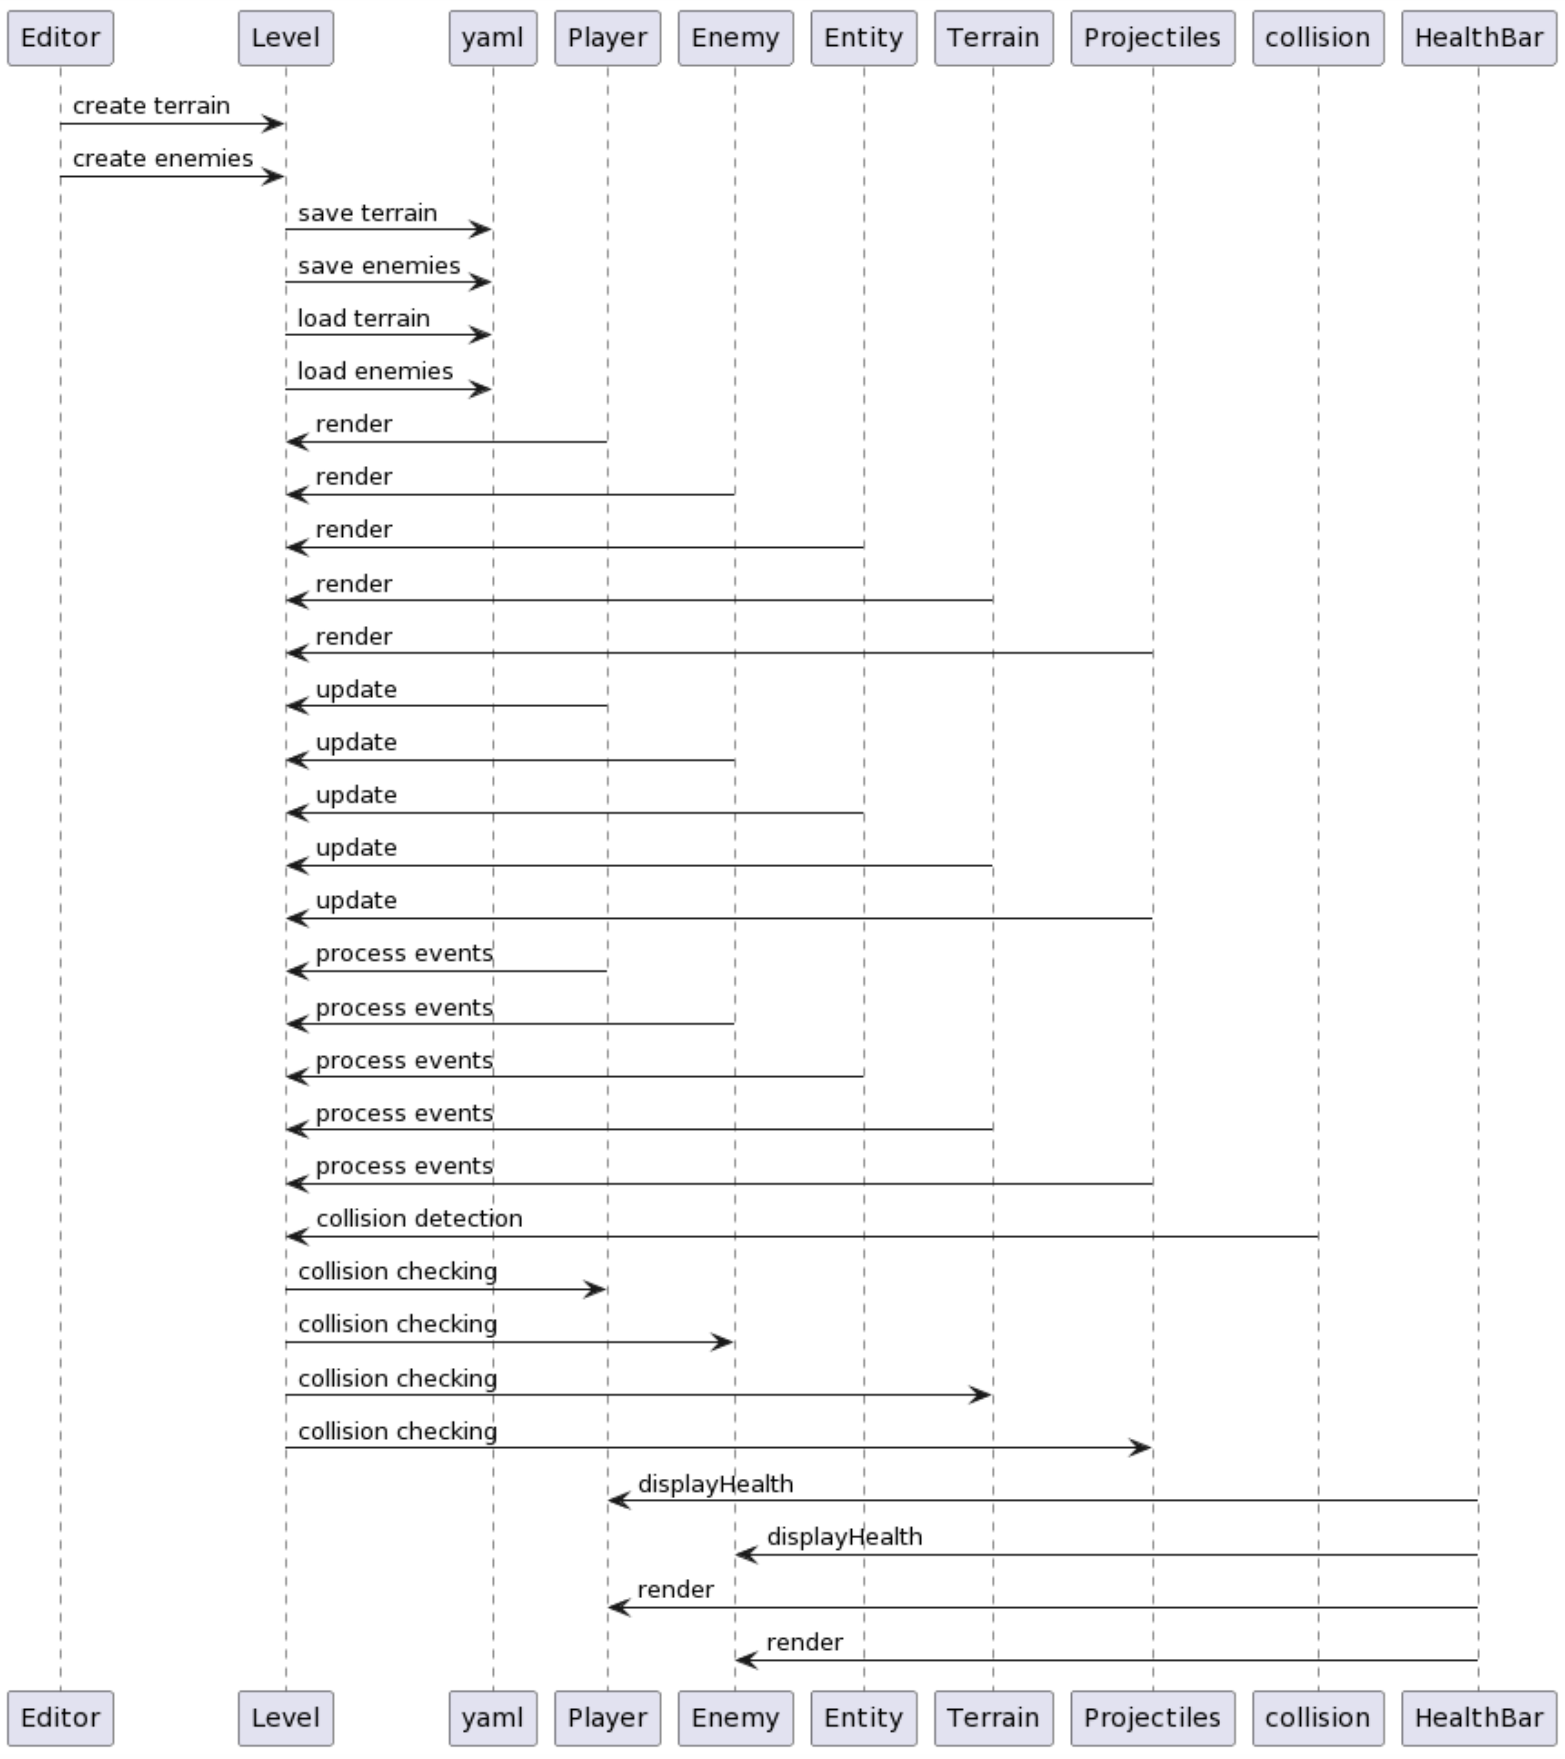 Editor Level yaml Player Enemy Entity Terrain Projectiles collision HealthBar
create terrain
create enemies
save terrain
save enemies
load terrain
load enemies
render
render
render
render
render
update
update
update
update
update
process events
process events
process events
process events
process events
collision detection
collision checking
collision checking
collision checking
collision checking
displayHealth
displayHealth
render
render
Editor Level yaml Player Enemy Entity Terrain Projectiles collision HealthBar